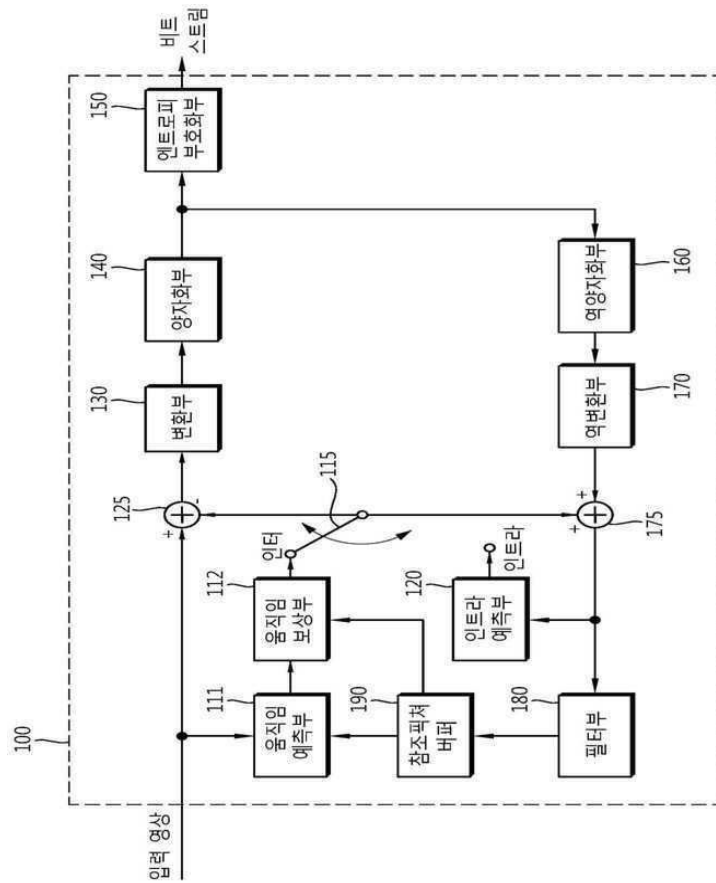 100
입력 영상
111
움직임
예측부
112
움직임
보상부
인터
115
125
+
-
130
변환부
140
양자화부
150
엔트로피
부호화부
비트
스트림
190
참조픽쳐
버퍼
120
인트라
예측부
인트라
180
필터부
+
+
175
역변환부
170
역양자화부
160